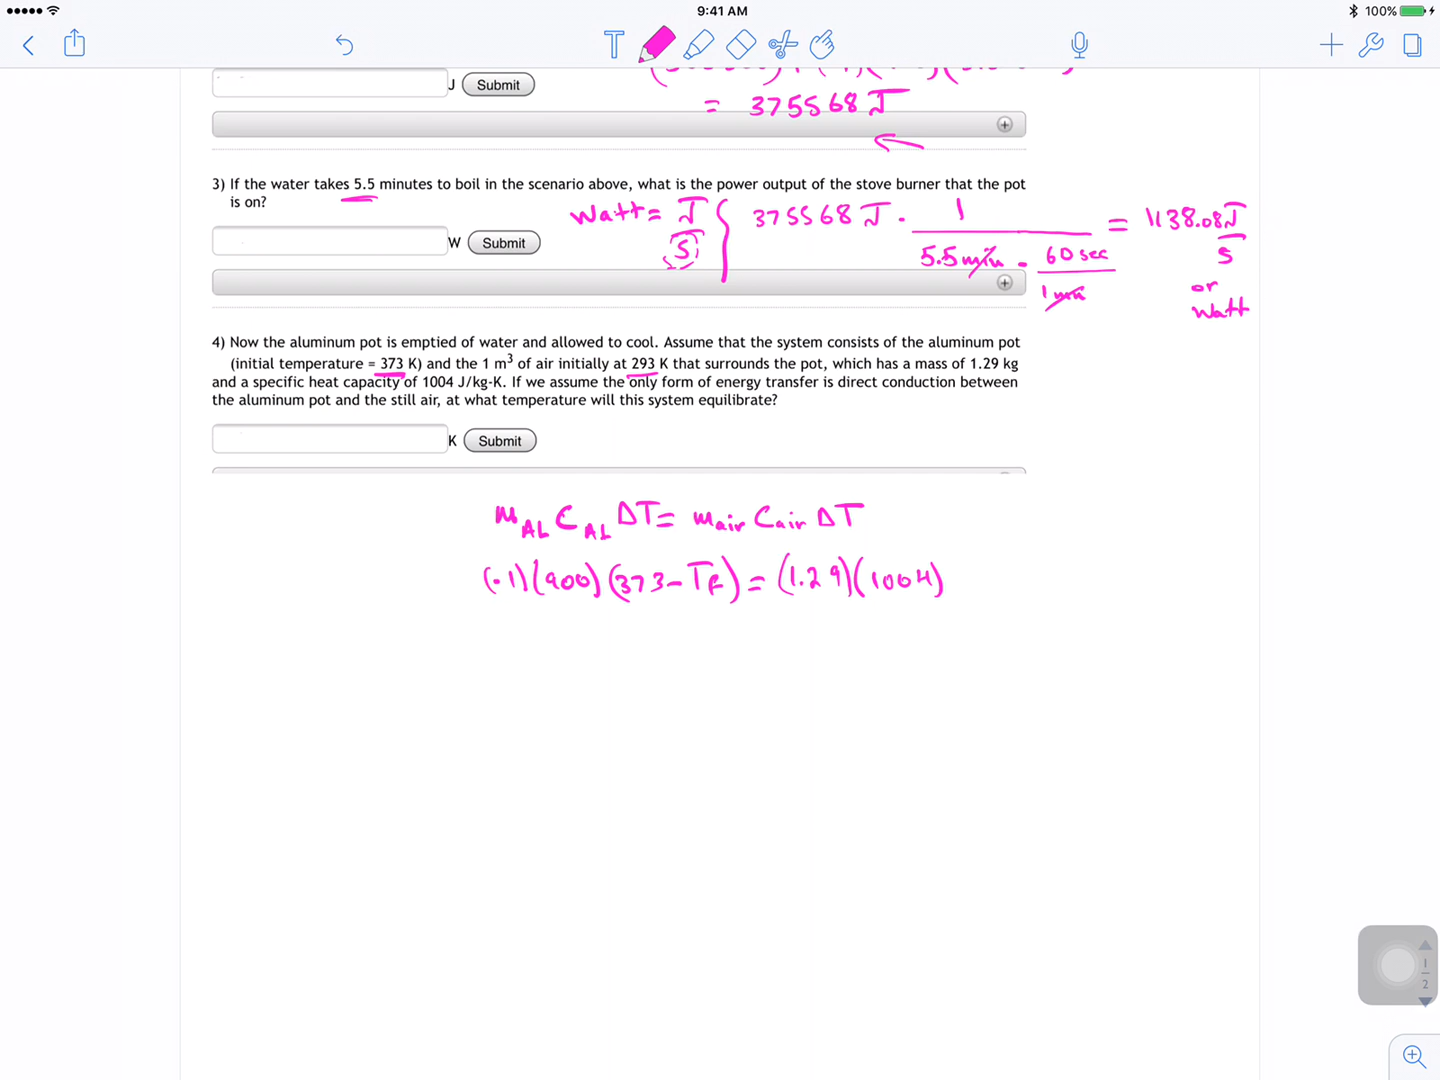 9:41 AM
100%
T
J Submit
= 375568 J
3) If the water takes 5.5 minutes to boil in the scenario above, what is the power output of the stove burner that the pot
is on?
W Submit
Watt = J/S { 375568 J · 1 / 5.5 min · 60 sec / 1 min = 1138.08 J/S
or
Watt
4) Now the aluminum pot is emptied of water and allowed to cool. Assume that the system consists of the aluminum pot
(initial temperature = 373 K) and the 1 m³ of air initially at 293 K that surrounds the pot, which has a mass of 1.29 kg
and a specific heat capacity of 1004 J/kg-K. If we assume the only form of energy transfer is direct conduction between
the aluminum pot and the still air, at what temperature will this system equilibrate?
K Submit
m_AL C_AL ΔT = m_air C_air ΔT
(.1)(900)(373-T_F) = (1.29)(1004)
1
2